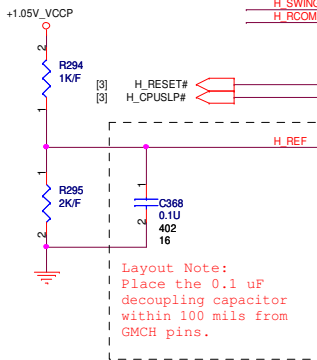 +1.05V_VCCP
H_SWING
H_RCOM
2
R294
1K/F
1
[3] H_RESET#
[3] H_CPUSLP#
H_REF
1
R295
2K/F
2
1
C368
0.1U
402
16
2
Layout Note:
Place the 0.1 uF
decoupling capacitor
within 100 mils from
GMCH pins.